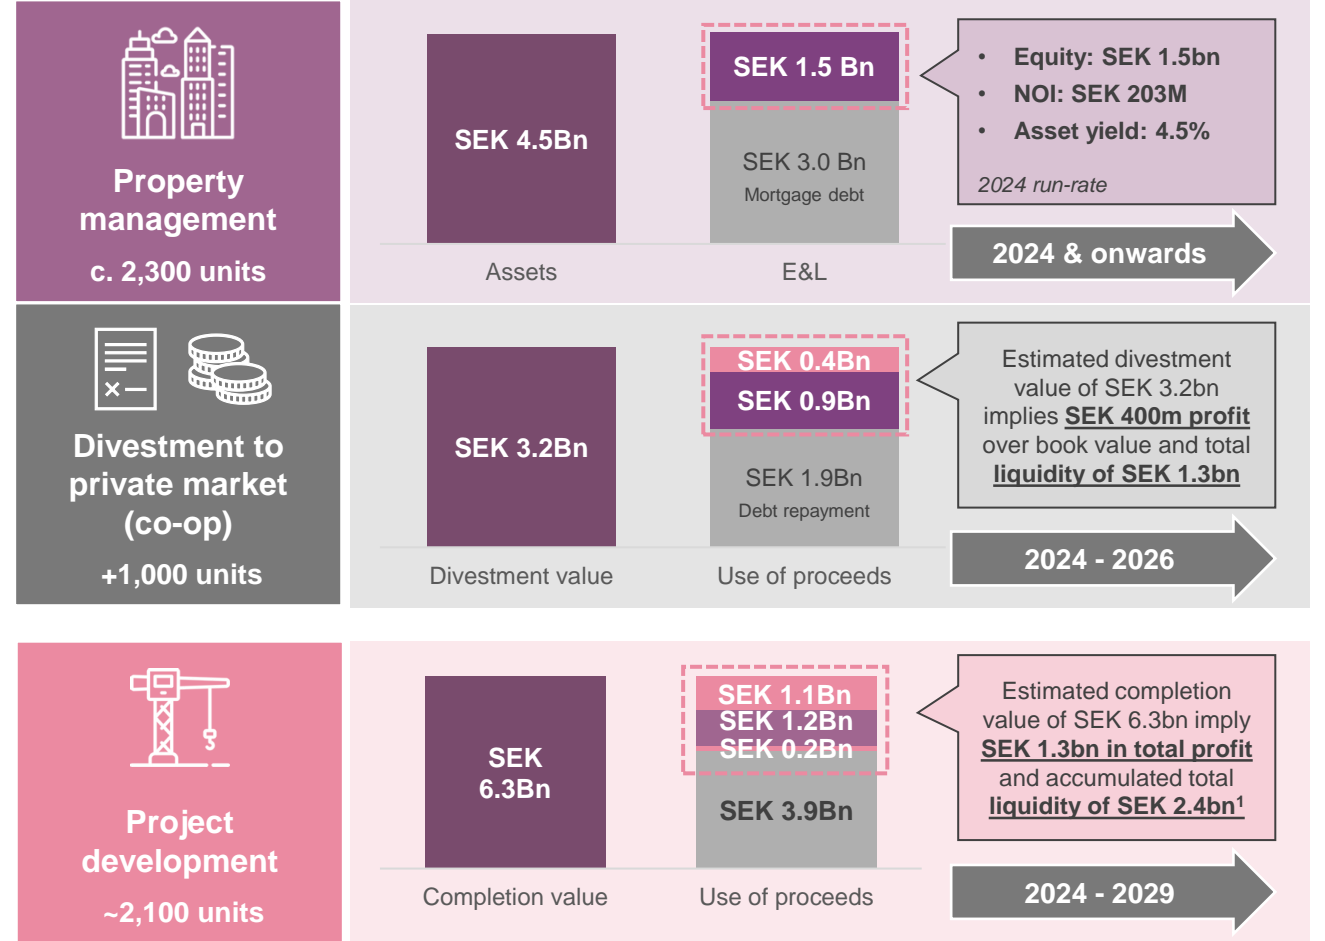 Property
management
c. 2,300 units
SEK 4.5Bn
Assets
SEK 1.5 Bn
SEK 3.0 Bn
Mortgage debt
E&L
• Equity: SEK 1.5bn
• NOI: SEK 203M
• Asset yield: 4.5%
2024 run-rate
2024 & onwards
Divestment to
private market
(co-op)
+1,000 units
SEK 3.2Bn
Divestment value
SEK 0.4Bn
SEK 0.9Bn
SEK 1.9Bn
Debt repayment
Use of proceeds
Estimated divestment
value of SEK 3.2bn
implies SEK 400m profit
over book value and total
liquidity of SEK 1.3bn
2024 - 2026
Project
development
~2,100 units
SEK
6.3Bn
Completion value
SEK 1.1Bn
SEK 1.2Bn
SEK 0.2Bn
SEK 3.9Bn
Use of proceeds
Estimated completion
value of SEK 6.3bn imply
SEK 1.3bn in total profit
and accumulated total
liquidity of SEK 2.4bn¹
2024 - 2029